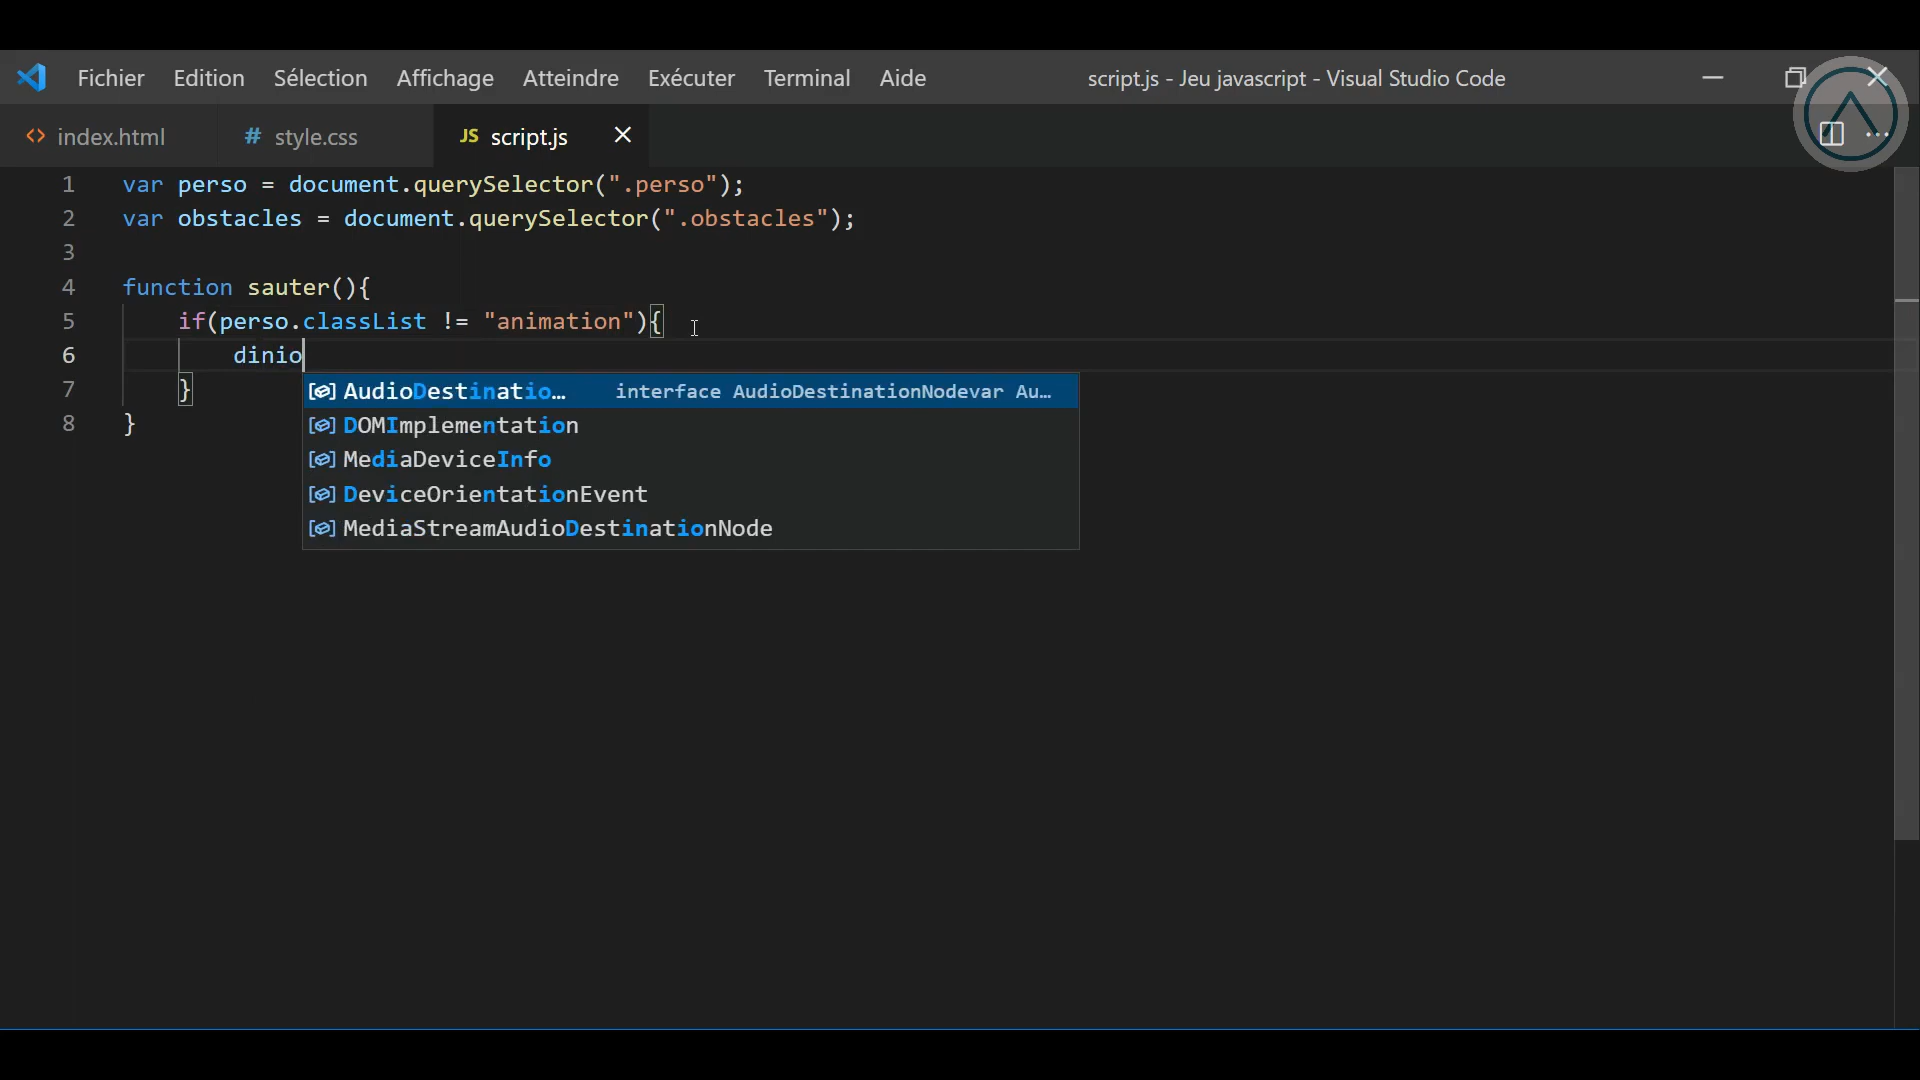 Fichier Edition Sélection Affichage Atteindre Exécuter Terminal Aide script.js - Jeu javascript - Visual Studio Code
<> index.html # style.css JS script.js
1 var perso = document.querySelector(".perso");
2 var obstacles = document.querySelector(".obstacles");
3
4 function sauter(){
5 if(perso.classList != "animation"){
6 dinio
7 }
8 }
AudioDestinatio… interface AudioDestinationNodevar Au…
DOMImplementation
MediaDeviceInfo
DeviceOrientationEvent
MediaStreamAudioDestinationNode